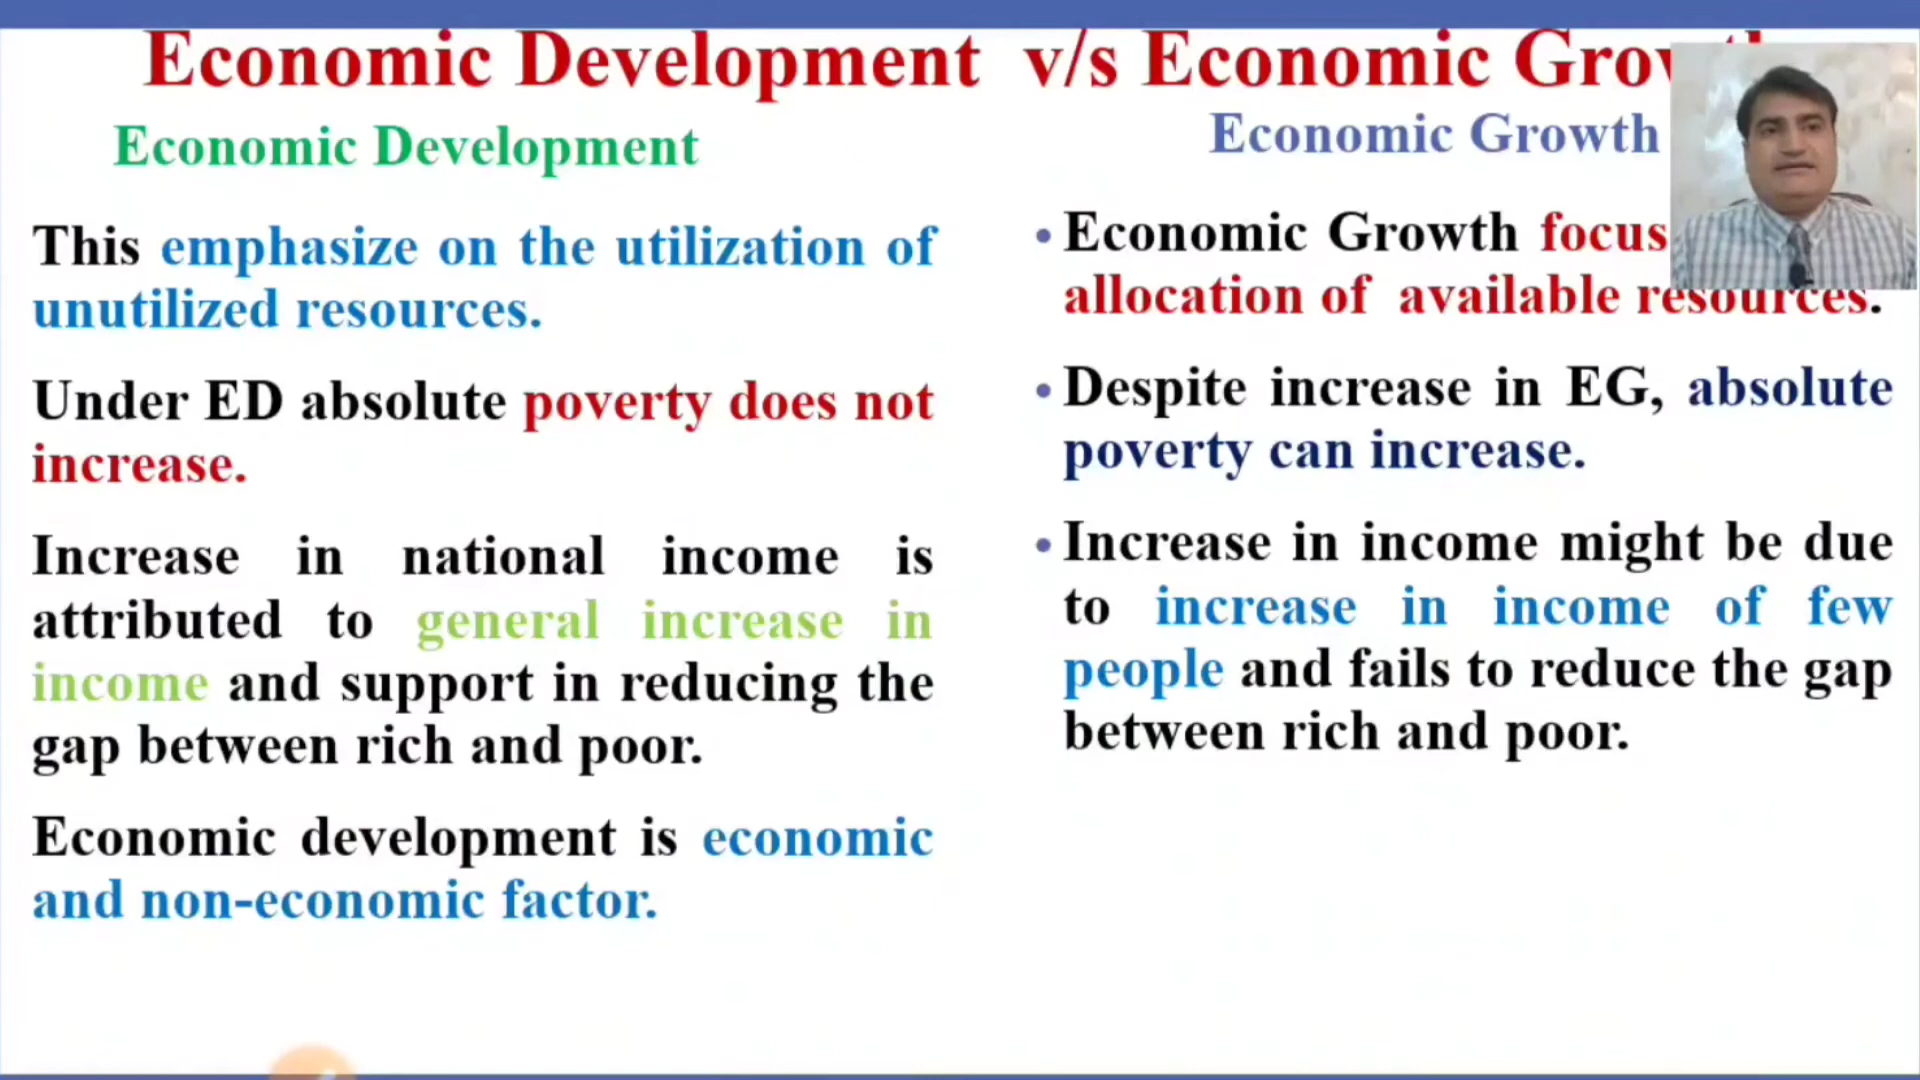 Economic Development v/s Economic
Economic Development
Economic Growth
This emphasize on the utilization of
unutilized resources.
Under ED absolute poverty does not
increase.
Increase in national income is
attributed to general increase in
income and support in reducing the
gap between rich and poor.
Economic development is economic
and non-economic factor.
• Economic Growth focus
allocation of available resources.
• Despite increase in EG, absolute
poverty can increase.
• Increase in income might be due
to increase in income of few
people and fails to reduce the gap
between rich and poor.